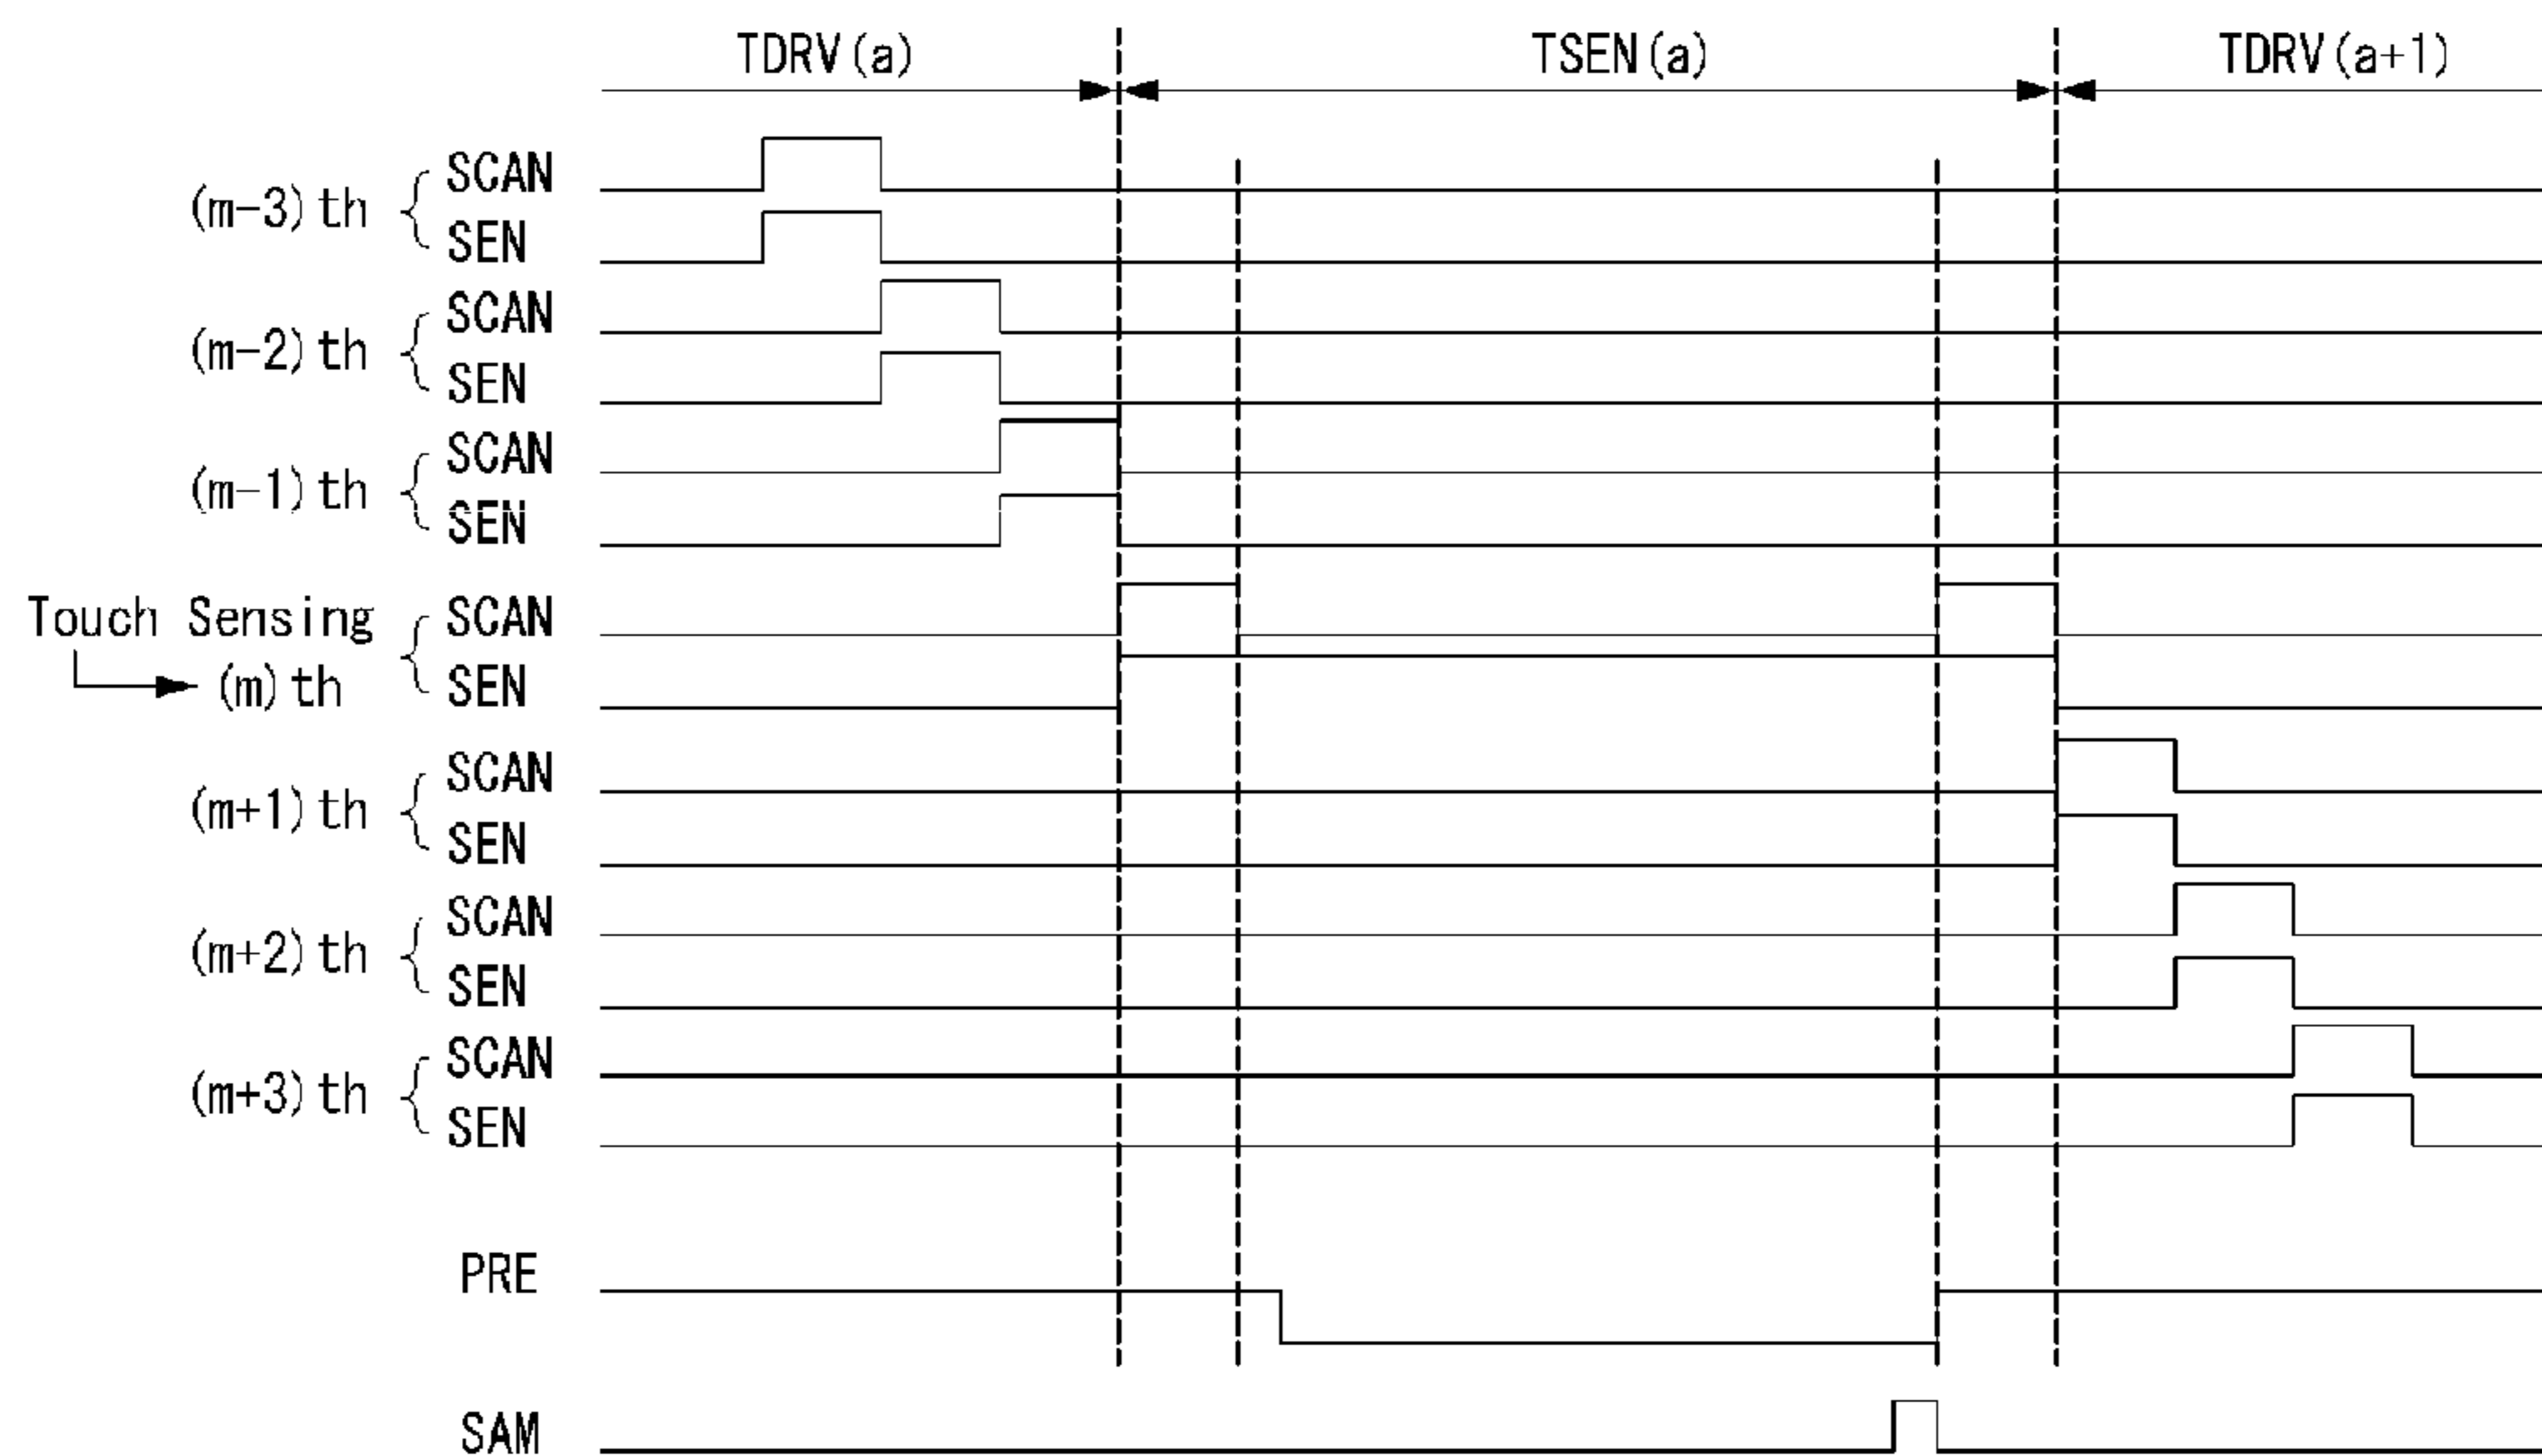 TDRV(a) TSEN(a) TDRV(a+1)
(m-3)th SCAN
SEN
(m-2)th SCAN
SEN
(m-1)th SCAN
SEN
Touch Sensing SCAN
(m)th SEN
(m+1)th SCAN
SEN
(m+2)th SCAN
SEN
(m+3)th SCAN
SEN
PRE
SAM